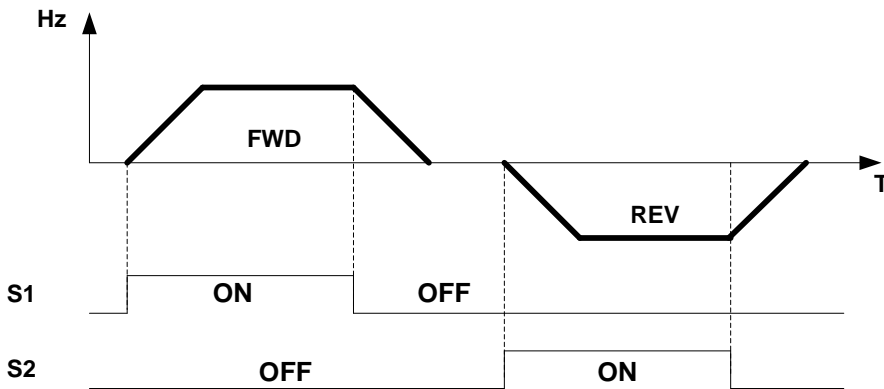 Hz
FWD
T
REV
S1 ON OFF
S2 OFF ON